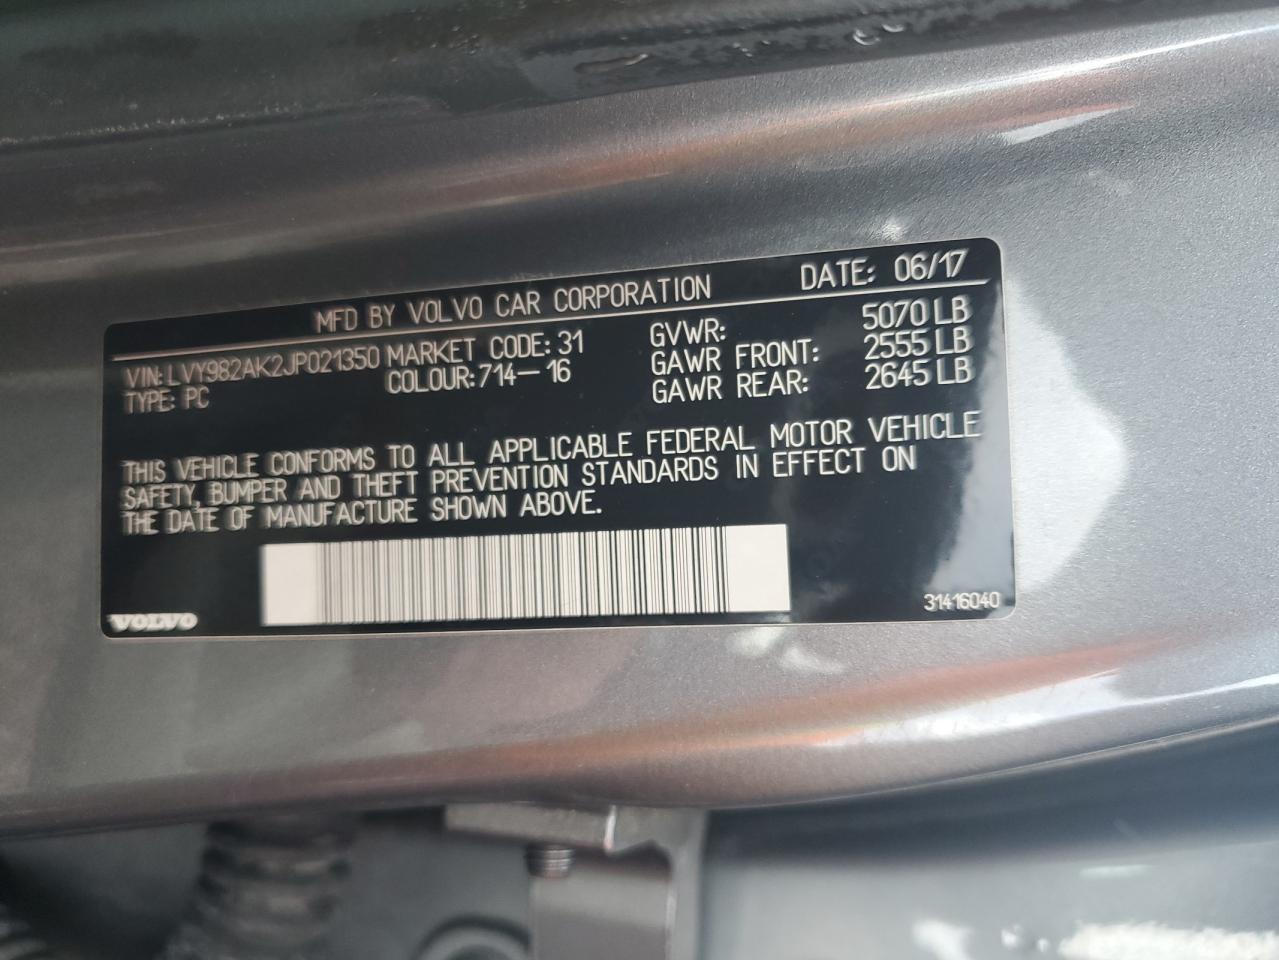 MFD BY VOLVO CAR CORPORATION DATE: 06/17
VIN: LVY982AK2JP021350 MARKET CODE: 31 GVWR: 5070 LB
TYPE: PC COLOUR: 714-16 GAWR FRONT: 2555 LB
GAWR REAR: 2645 LB
THIS VEHICLE CONFORMS TO ALL APPLICABLE FEDERAL MOTOR VEHICLE
SAFETY, BUMPER AND THEFT PREVENTION STANDARDS IN EFFECT ON
THE DATE OF MANUFACTURE SHOWN ABOVE.
VOLVO 31416040